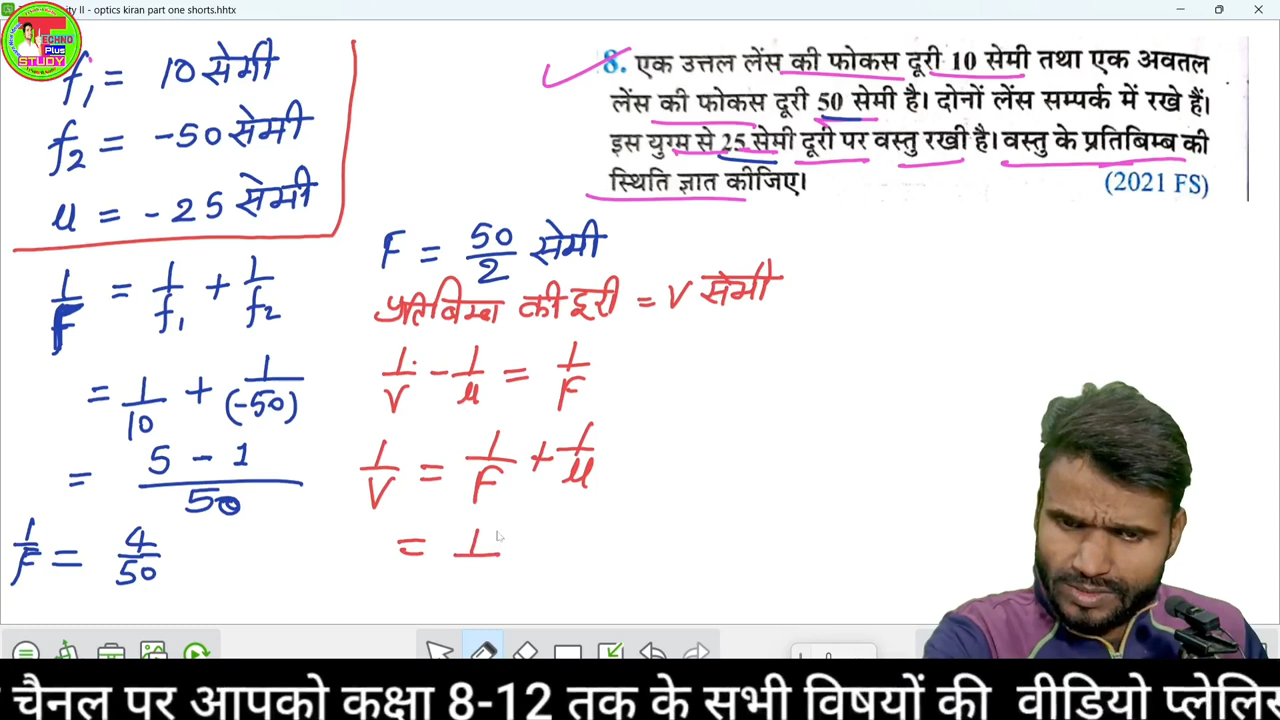 ity II - optics kiran part one shorts.hhtx
TECHNO
Plus
STUDY
f₁ = 10 सेमी
f₂ = -50 सेमी
u = -25 सेमी
1/F = 1/f₁ + 1/f₂
= 1/10 + 1/(-50)
= 5 - 1/50
1/F = 4/50
8. एक उत्तल लेंस की फोकस दूरी 10 सेमी तथा एक अवतल
लेंस की फोकस दूरी 50 सेमी है। दोनों लेंस सम्पर्क में रखे हैं।
इस युग्म से 25 सेमी दूरी पर वस्तु रखी है। वस्तु के प्रतिबिम्ब की
स्थिति ज्ञात कीजिए। (2021 FS)
F = 50/2 सेमी
प्रतिबिम्ब की दूरी = v सेमी
1/v - 1/u = 1/F
1/v = 1/F + 1/u
= 1
चैनल पर आपको कक्षा 8-12 तक के सभी विषयों की वीडियो प्लेलिस